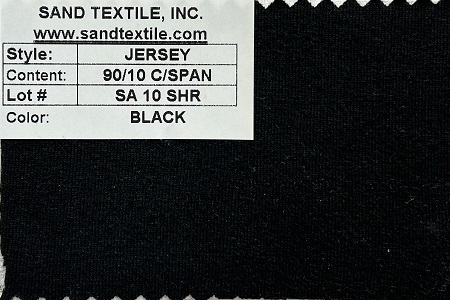 SAND TEXTILE, INC.
www.sandtextile.com
Style: JERSEY
Content: 90/10 C/SPAN
Lot # SA 10 SHR
Color: BLACK